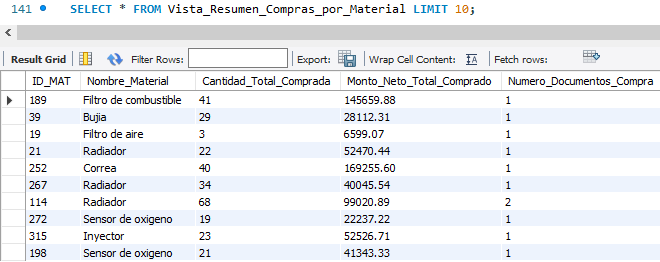 141 SELECT * FROM Vista_Resumen_Compras_por_Material LIMIT 10;
Result Grid Filter Rows: Export: Wrap Cell Content: IA Fetch rows:
ID_MAT Nombre_Material Cantidad_Total_Comprada Monto_Neto_Total_Comprado Numero_Documentos_Compra
189 Filtro de combustible 41 145659.88 1
39 Bujia 29 28112.31 1
19 Filtro de aire 3 6599.07 1
21 Radiador 22 52470.44 1
252 Correa 40 169255.60 1
267 Radiador 34 40045.54 1
114 Radiador 68 99020.89 2
272 Sensor de oxigeno 19 22237.22 1
315 Inyector 23 52526.71 1
198 Sensor de oxigeno 21 41343.33 1